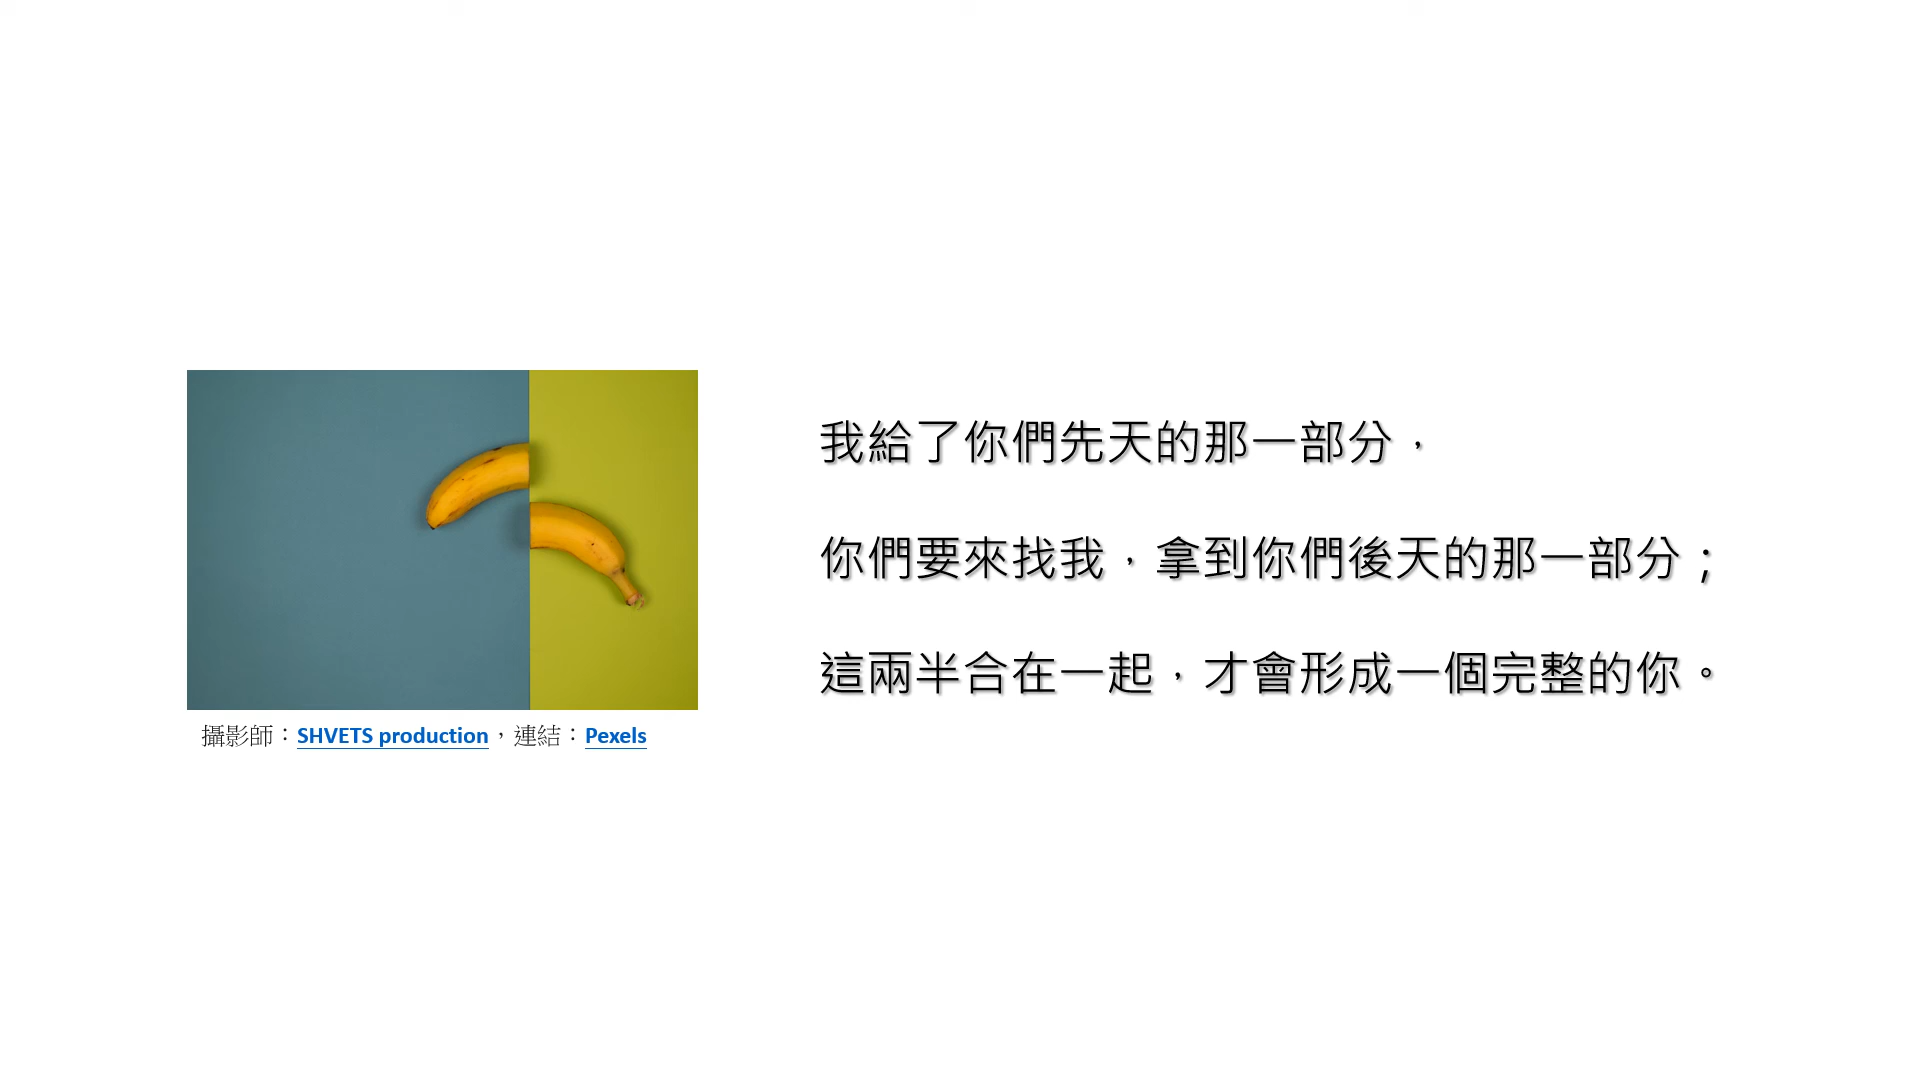 我給了你們先天的那一部分，
你們要來找我，拿到你們後天的那一部分；
這兩半合在一起，才會形成一個完整的你。
攝影師：SHVETS production，連結：Pexels